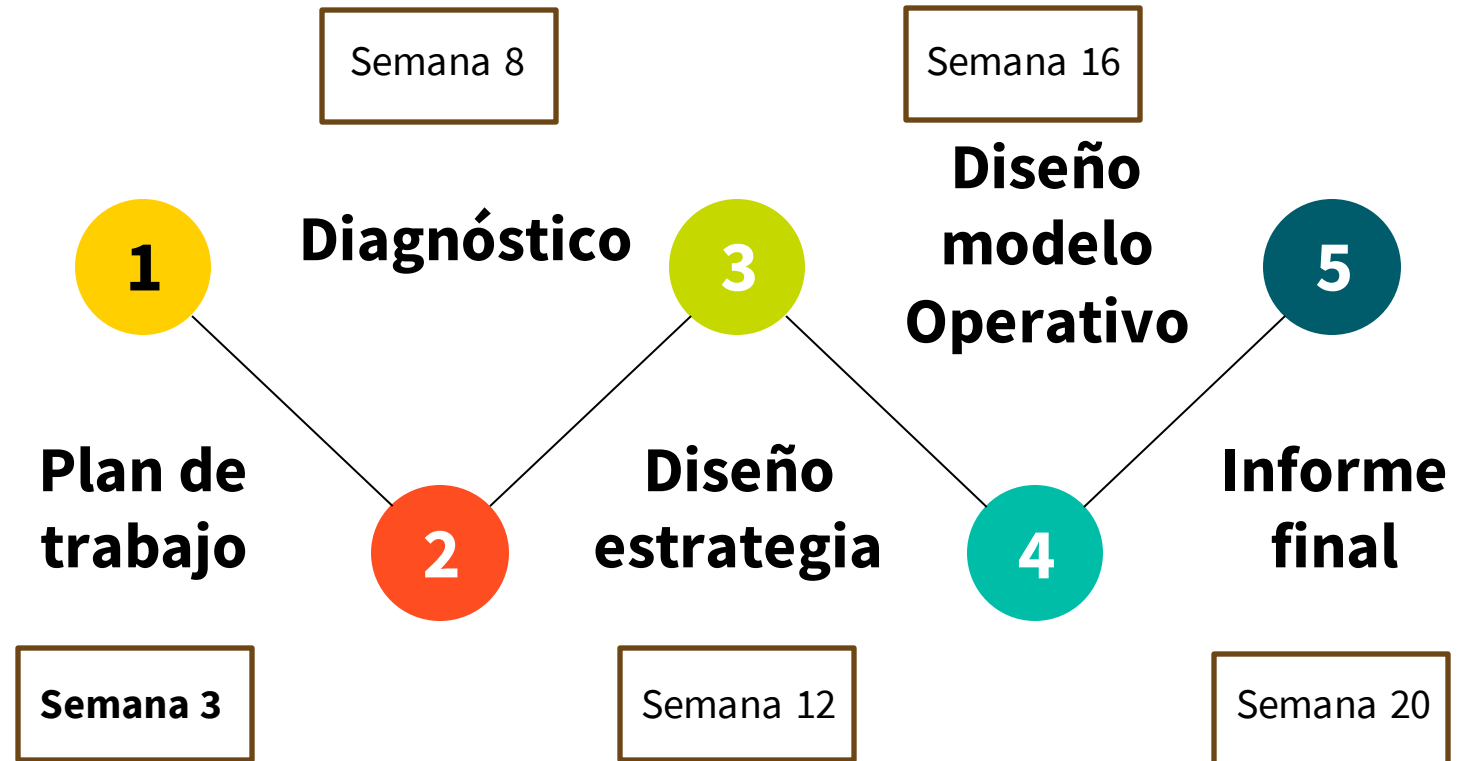 Semana 8
Semana 16
1
Diagnóstico
3
Diseño
modelo
Operativo
5
Plan de
trabajo
2
Diseño
estrategia
4
Informe
final
Semana 3
Semana 12
Semana 20